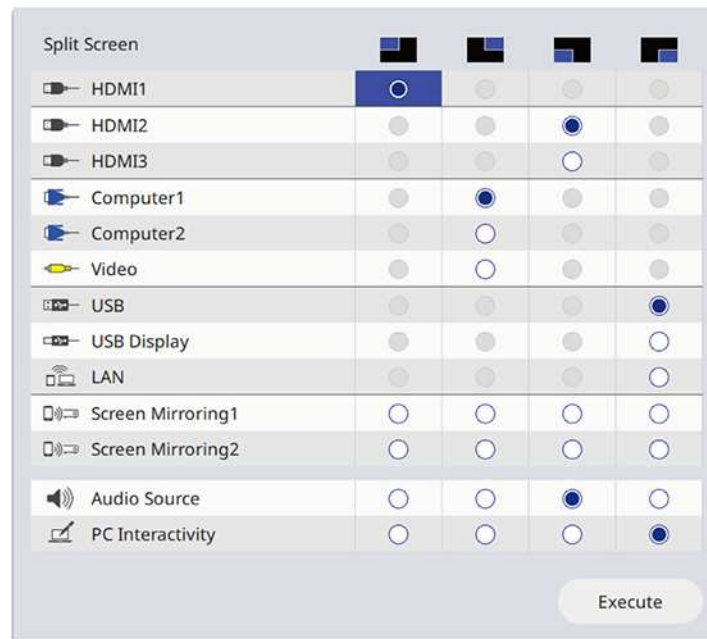 Split Screen
HDMI1
HDMI2
HDMI3
Computer1
Computer2
Video
USB
USB Display
LAN
Screen Mirroring1
Screen Mirroring2
Audio Source
PC Interactivity
Execute